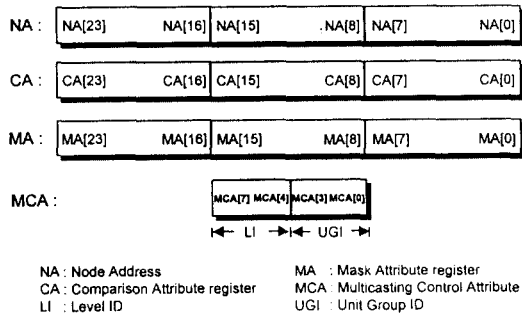 NA : NA[23] NA[16] NA[15] .NA[8] NA[7] NA[0]
CA : CA[23] CA[16] CA[15] CA[8] CA[7] CA[0]
MA : MA[23] MA[16] MA[15] MA[8] MA[7] MA[0]
MCA : MCA[7] MCA[4] MCA[3] MCA[0]
LI UGI
NA : Node Address MA : Mask Attribute register
CA : Comparison Attribute register MCA : Multicasting Control Attribute
LI : Level ID UGI : Unit Group ID